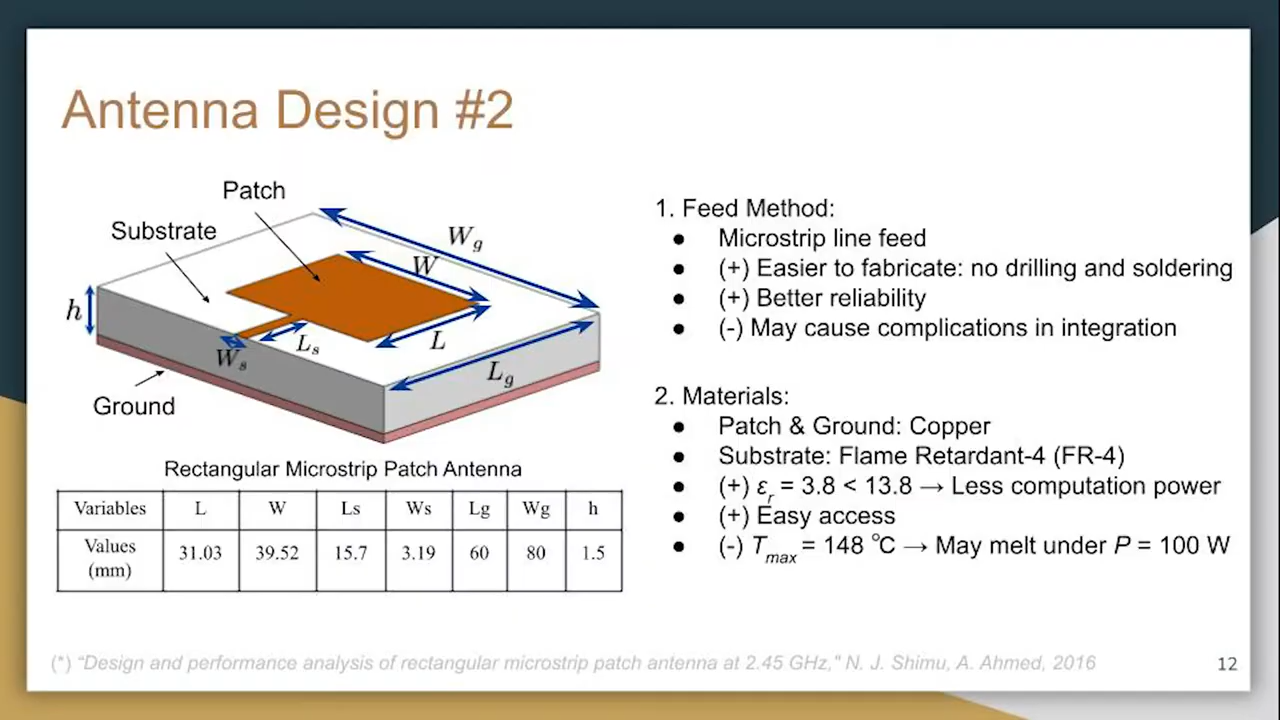 Antenna Design #2
Patch
Substrate
W_g
W
h
W_s
L_s
L
L_g
Ground
Rectangular Microstrip Patch Antenna
Variables L W Ls Ws Lg Wg h
Values (mm) 31.03 39.52 15.7 3.19 60 80 1.5
1. Feed Method:
● Microstrip line feed
● (+) Easier to fabricate: no drilling and soldering
● (+) Better reliability
● (-) May cause complications in integration
2. Materials:
● Patch & Ground: Copper
● Substrate: Flame Retardant-4 (FR-4)
● (+) ε_r = 3.8 < 13.8 → Less computation power
● (+) Easy access
● (-) T_max = 148 ℃ → May melt under P = 100 W
(*) “Design and performance analysis of rectangular microstrip patch antenna at 2.45 GHz," N. J. Shimu, A. Ahmed, 2016
12